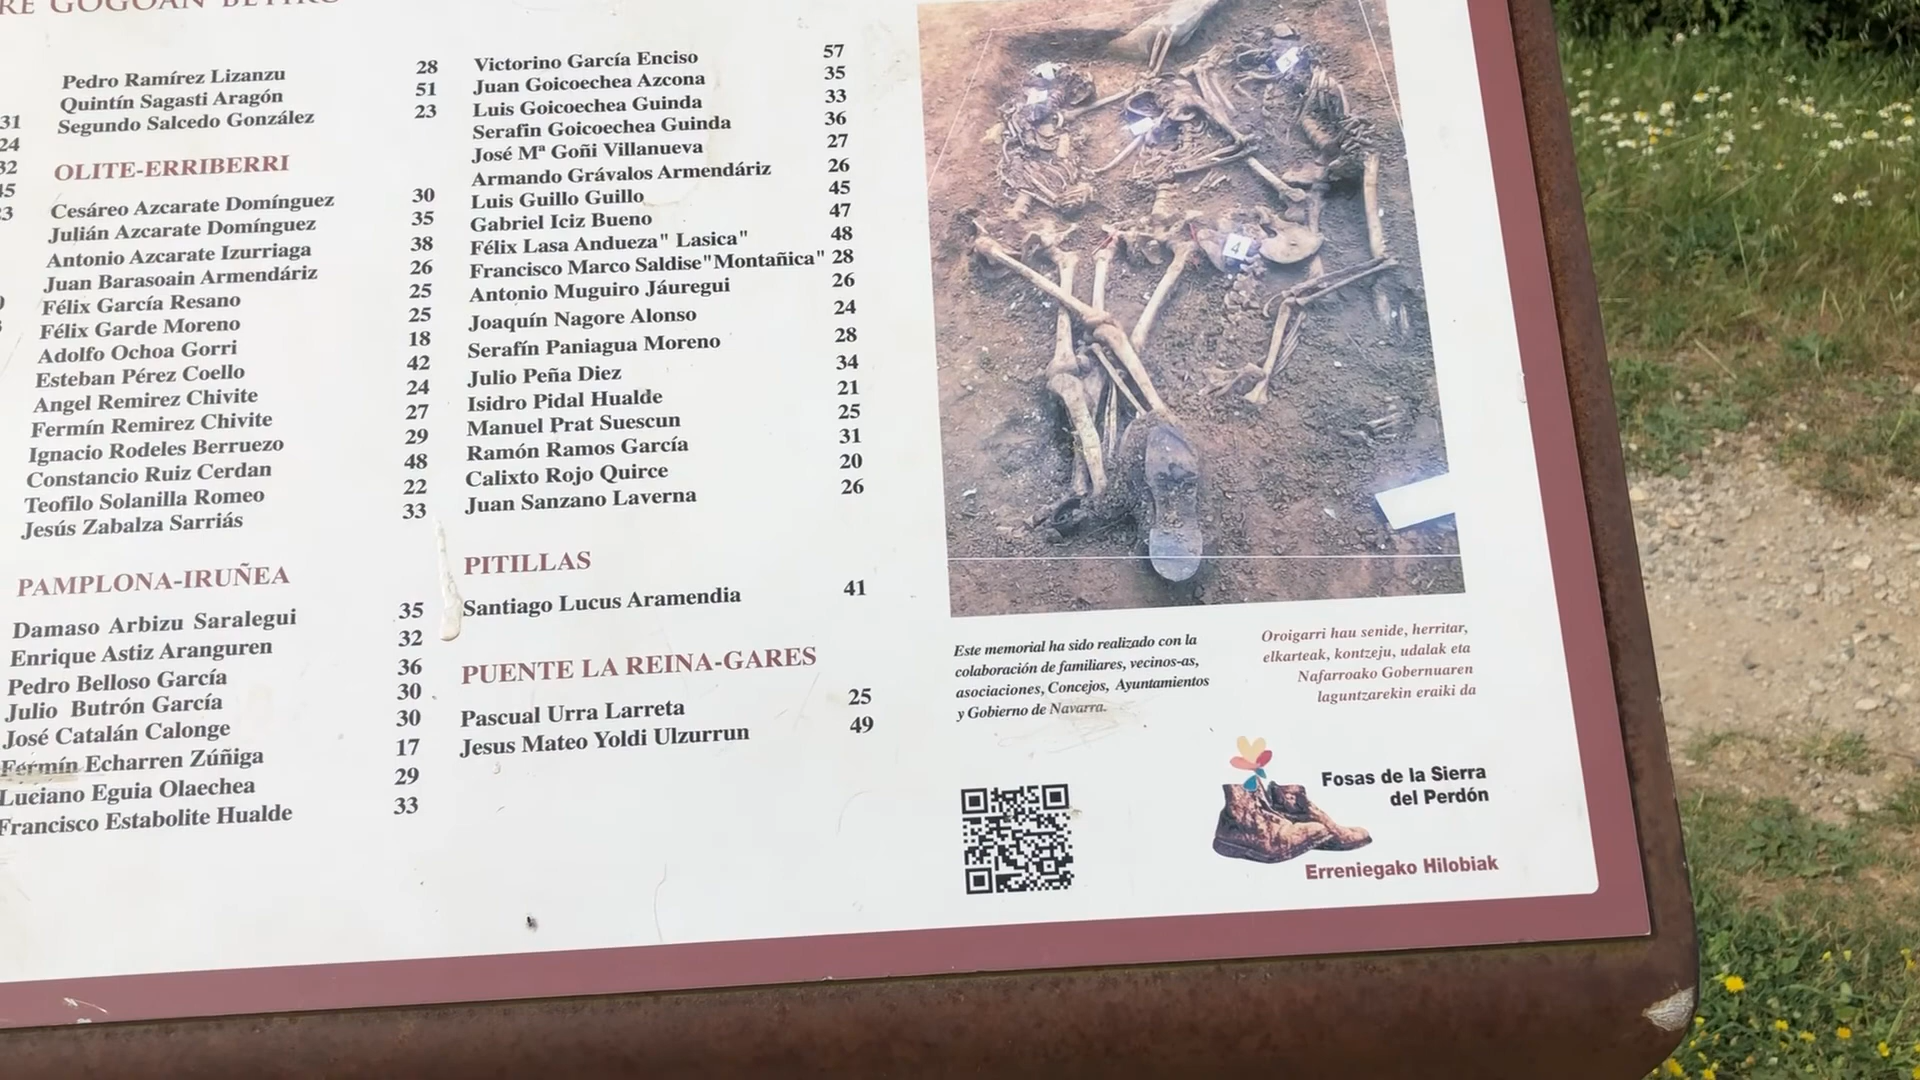 RE GOGOAN BETIKO
31
24
32
45
23
Pedro Ramírez Lizanzu 28
Quintín Sagasti Aragón 51
Segundo Salcedo González 23
OLITE-ERRIBERRI
Cesáreo Azcarate Domínguez 30
Julián Azcarate Domínguez 35
Antonio Azcarate Izurriaga 38
Juan Barasoain Armendáriz 26
Félix García Resano 25
Félix Garde Moreno 25
Adolfo Ochoa Gorri 18
Esteban Pérez Coello 42
Angel Remirez Chivite 24
Fermín Remirez Chivite 27
Ignacio Rodeles Berruezo 29
Constancio Ruiz Cerdan 48
Teofilo Solanilla Romeo 22
Jesús Zabalza Sarriás 33
PAMPLONA-IRUÑEA
Damaso Arbizu Saralegui 35
Enrique Astiz Aranguren 32
Pedro Belloso García 36
Julio Butrón García 30
José Catalán Calonge 30
Fermín Echarren Zúñiga 17
Luciano Eguia Olaechea 29
Francisco Estabolite Hualde 33
Victorino García Enciso 57
Juan Goicoechea Azcona 35
Luis Goicoechea Guinda 33
Serafin Goicoechea Guinda 36
José Mª Goñi Villanueva 27
Armando Grávalos Armendáriz 26
Luis Guillo Guillo 45
Gabriel Iciz Bueno 47
Félix Lasa Andueza" Lasica" 48
Francisco Marco Saldise"Montañica" 28
Antonio Muguiro Jáuregui 26
Joaquín Nagore Alonso 24
Serafín Paniagua Moreno 28
Julio Peña Diez 34
Isidro Pidal Hualde 21
Manuel Prat Suescun 25
Ramón Ramos García 31
Calixto Rojo Quirce 20
Juan Sanzano Laverna 26
PITILLAS
Santiago Lucus Aramendia 41
PUENTE LA REINA-GARES
Pascual Urra Larreta 25
Jesus Mateo Yoldi Ulzurrun 49
4
Este memorial ha sido realizado con la
colaboración de familiares, vecinos-as,
asociaciones, Concejos, Ayuntamientos
y Gobierno de Navarra.
Oroigarri hau senide, herritar,
elkarteak, kontzeju, udalak eta
Nafarroako Gobernuaren
laguntzarekin eraiki da
Fosas de la Sierra
del Perdón
Erreniegako Hilobiak